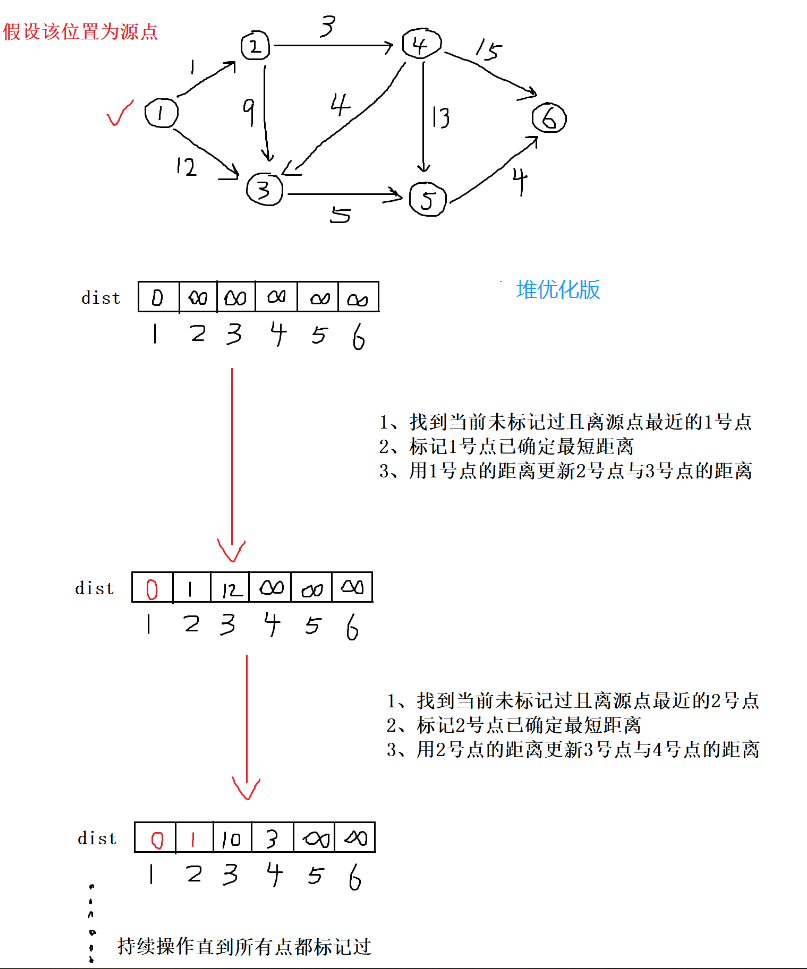 假设该位置为源点
3
2
4
15
1
9
4
13
1
6
12
3
5
5
4
dist 0 ∞ ∞ ∞ ∞ ∞
堆优化版
1 2 3 4 5 6
1、找到当前未标记过且离源点最近的1号点
2、标记1号点已确定最短距离
3、用1号点的距离更新2号点与3号点的距离
dist 0 1 12 ∞ ∞ ∞
1 2 3 4 5 6
1、找到当前未标记过且离源点最近的2号点
2、标记2号点已确定最短距离
3、用2号点的距离更新3号点与4号点的距离
dist 0 1 10 3 ∞ ∞
1 2 3 4 5 6
持续操作直到所有点都标记过